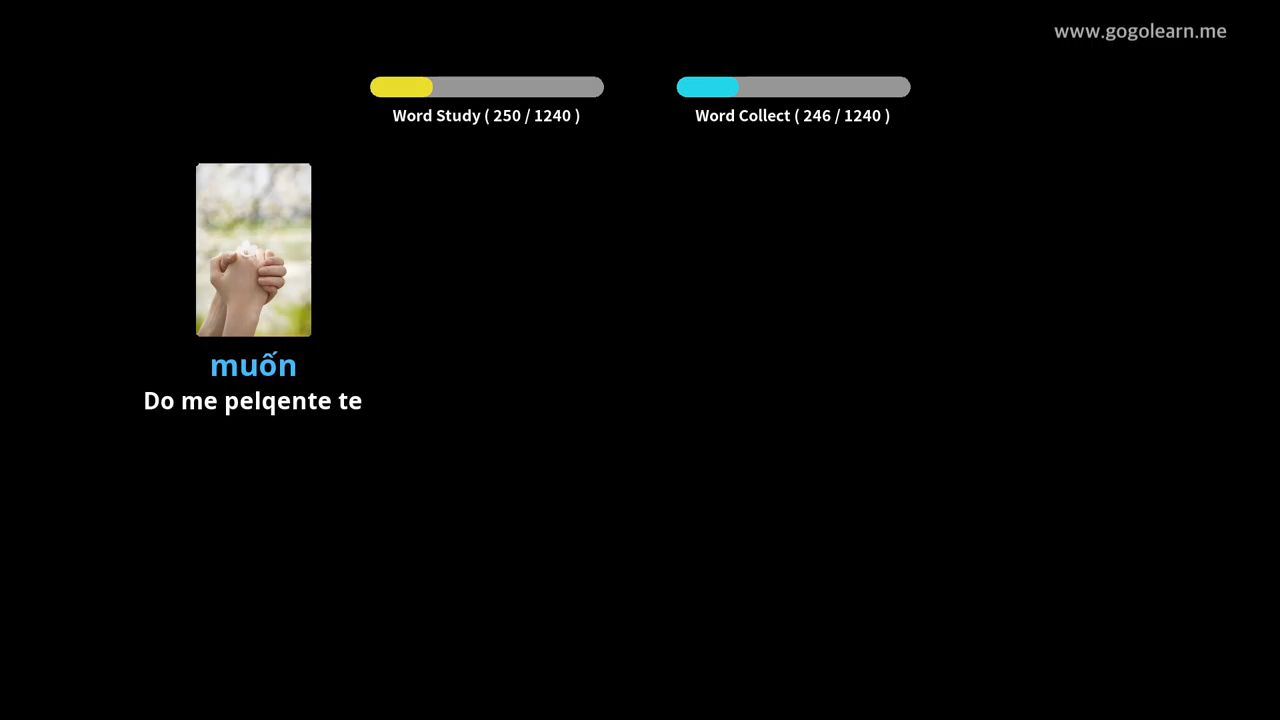 www.gogolearn.me
Word Study ( 250 / 1240 )
Word Collect ( 246 / 1240 )
muốn
Do me pelqente te